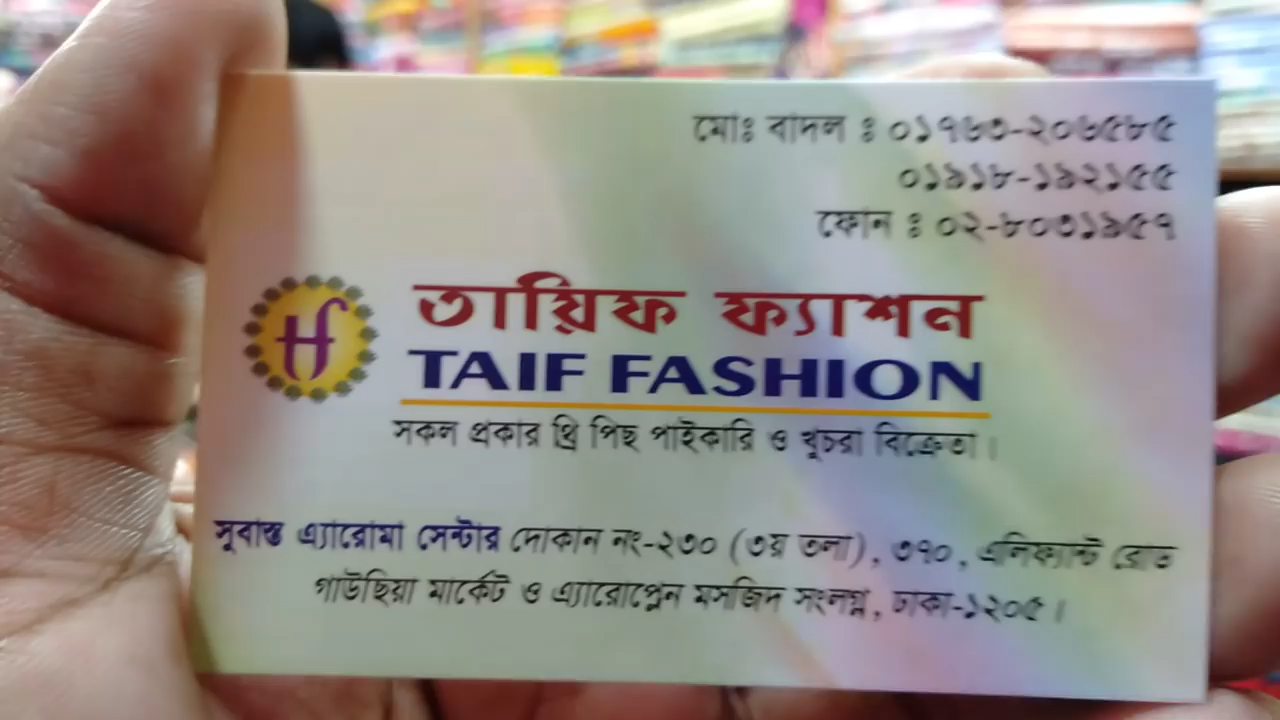 মোঃ বাদল ঃ ০১৭৬৩-২০৬৫৮৫
০১৯১৮-১৯২১৫৫
ফোন ঃ ০২-৮০৩১৯৫৭
তায়িফ ফ্যাশন
TAIF FASHION
সকল প্রকার থ্রি পিছ পাইকারি ও খুচরা বিক্রেতা।
সুবাস্তু এ্যারোমা সেন্টার দোকান নং-২৩০ (৩য় তলা), ৩৭০, এলিফ্যান্ট রোড
গাউছিয়া মার্কেট ও এ্যারোপ্লেন মসজিদ সংলগ্ন, ঢাকা-১২০৫।